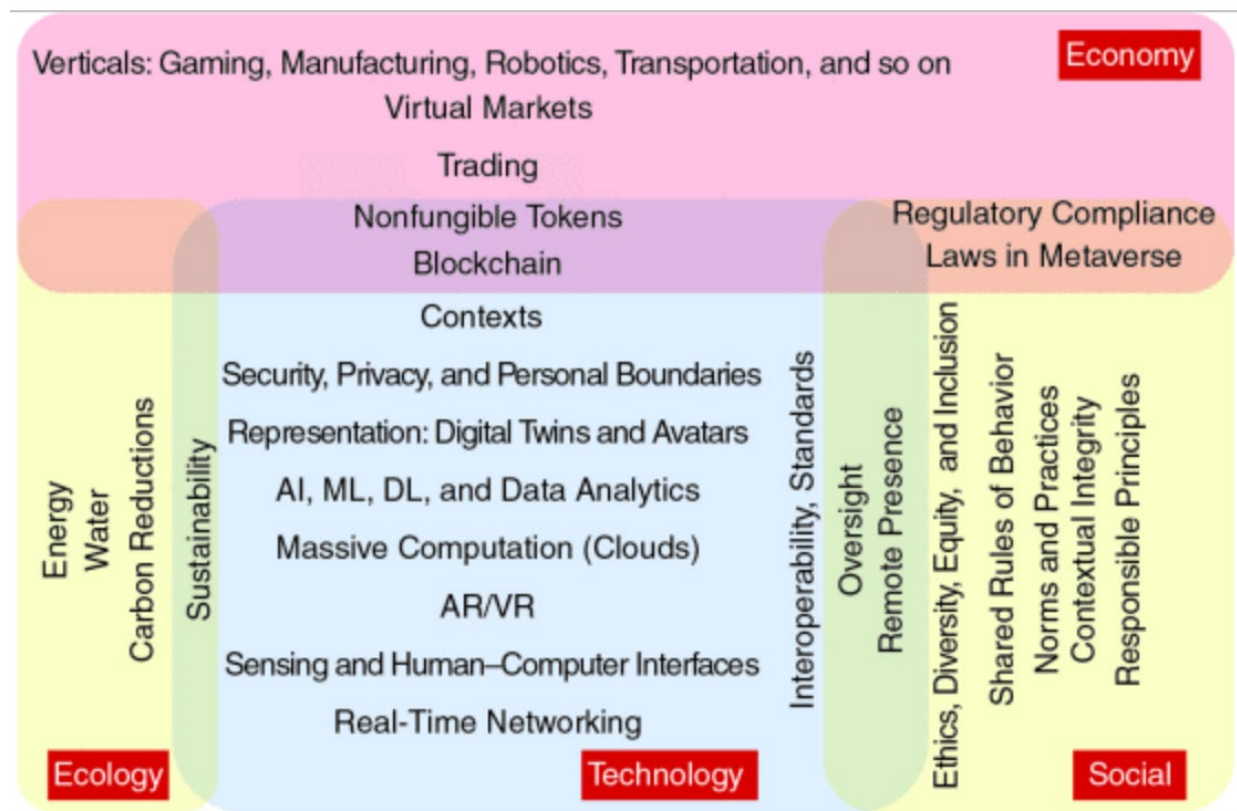 Economy
Verticals: Gaming, Manufacturing, Robotics, Transportation, and so on
Virtual Markets
Trading
Nonfungible Tokens
Blockchain
Regulatory Compliance
Laws in Metaverse
Contexts
Security, Privacy, and Personal Boundaries
Representation: Digital Twins and Avatars
AI, ML, DL, and Data Analytics
Massive Computation (Clouds)
AR/VR
Sensing and Human–Computer Interfaces
Real-Time Networking
Energy
Water
Carbon Reductions
Sustainability
Interoperability, Standards
Oversight
Remote Presence
Ethics, Diversity, Equity, and Inclusion
Shared Rules of Behavior
Norms and Practices
Contextual Integrity
Responsible Principles
Ecology
Technology
Social